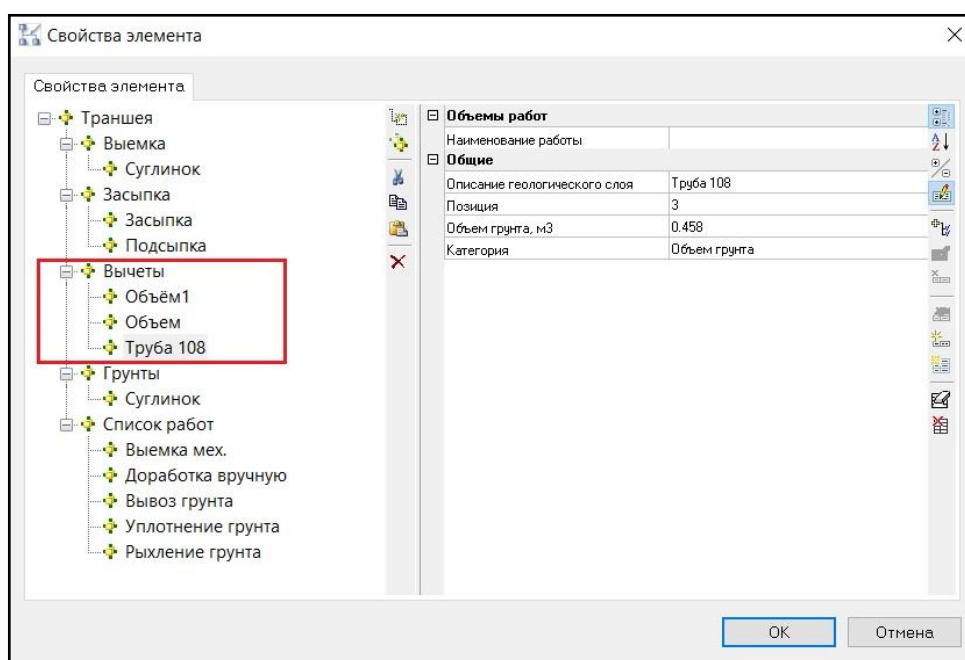 Свойства элемента
Свойства элемента
Траншея
Выемка
Суглинок
Засыпка
Засыпка
Подсыпка
Вычеты
Объём1
Объем
Труба 108
Грунты
Суглинок
Список работ
Выемка мех.
Доработка вручную
Вывоз грунта
Уплотнение грунта
Рыхление грунта
Объемы работ
Наименование работы
Общие
Описание геологического слоя Труба 108
Позиция 3
Объем грунта, м3 0.458
Категория Объем грунта
OK Отмена